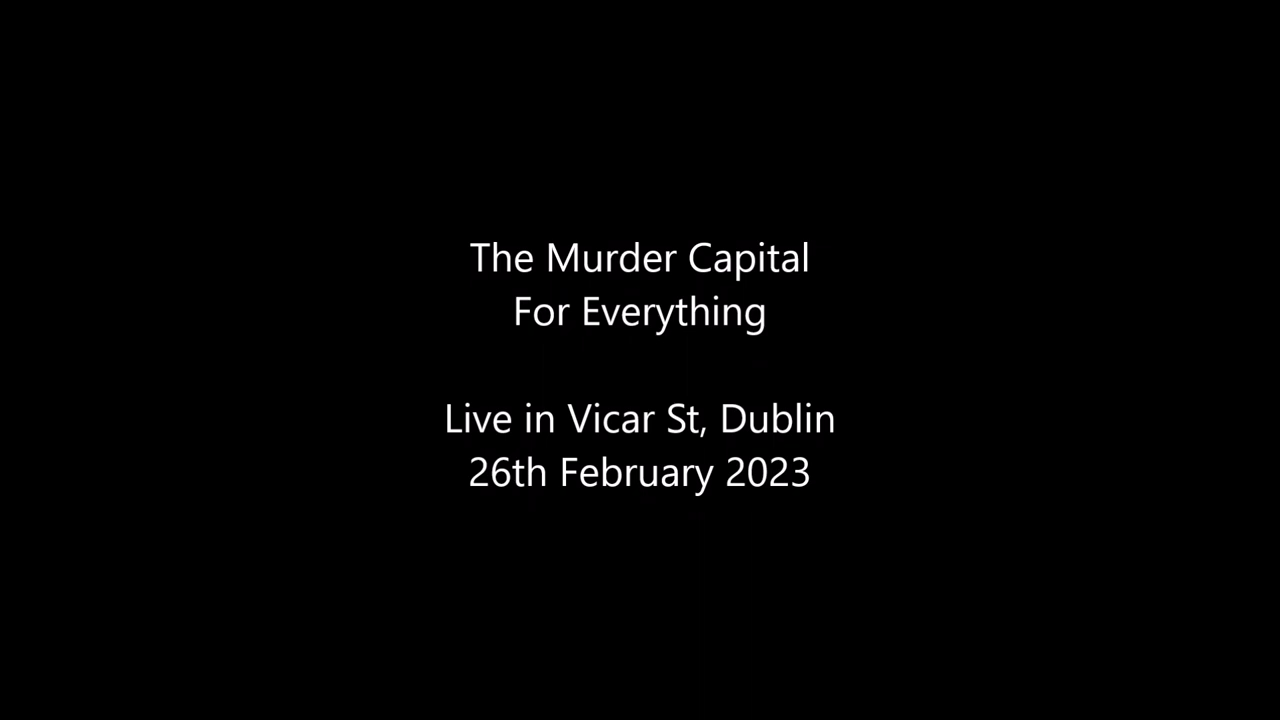 The Murder Capital
For Everything
Live in Vicar St, Dublin
26th February 2023